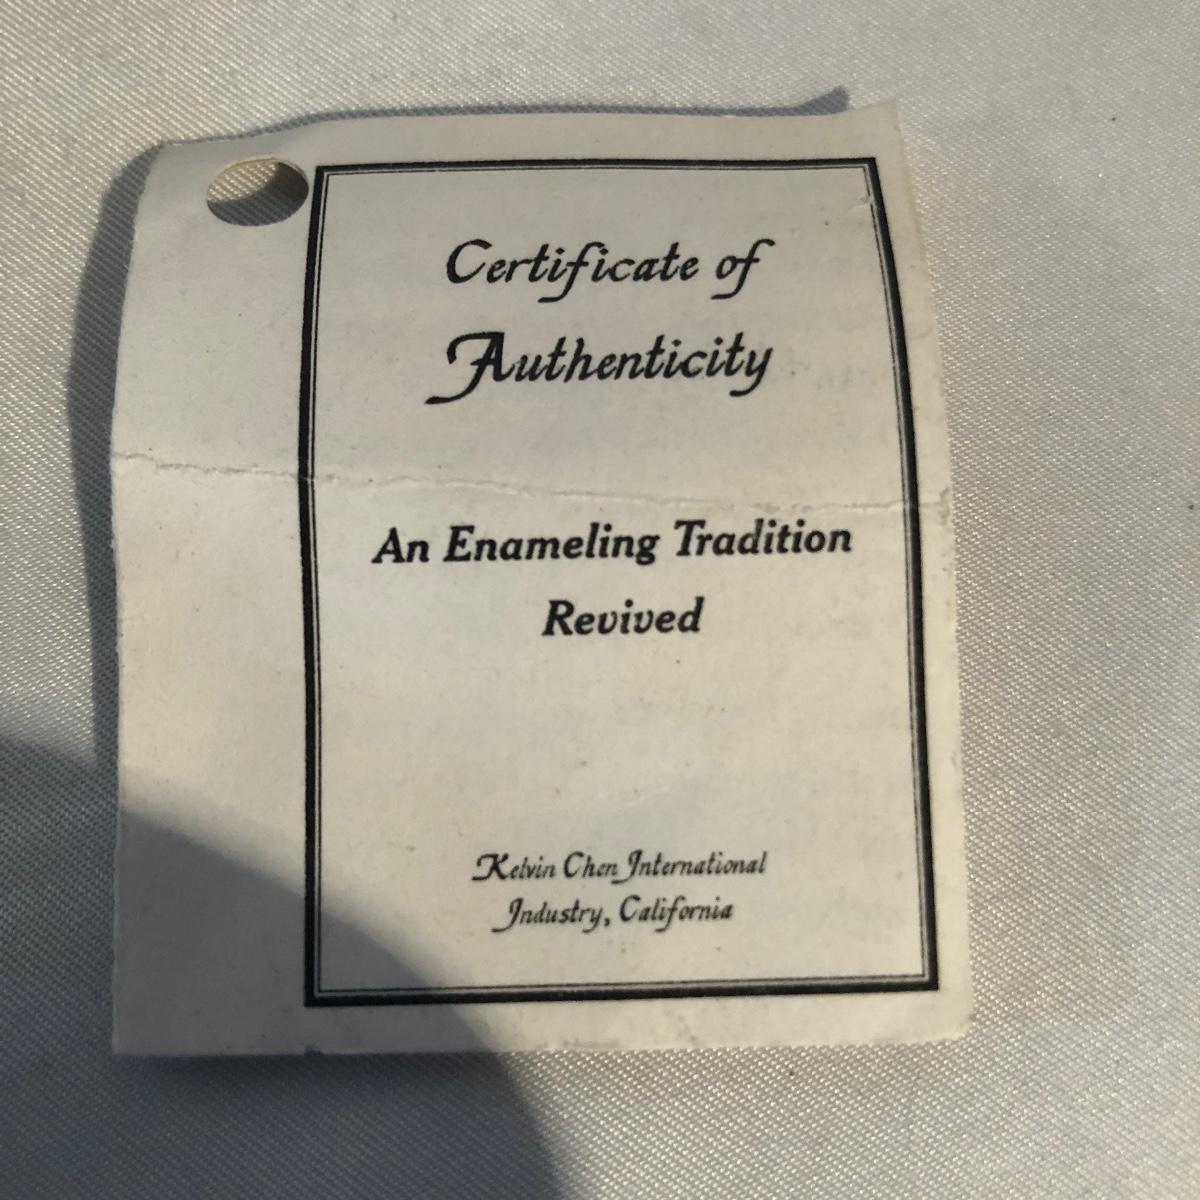 Certificate of
Authenticity
An Enameling Tradition
Revived
Kelvin Chen International
Industry, California